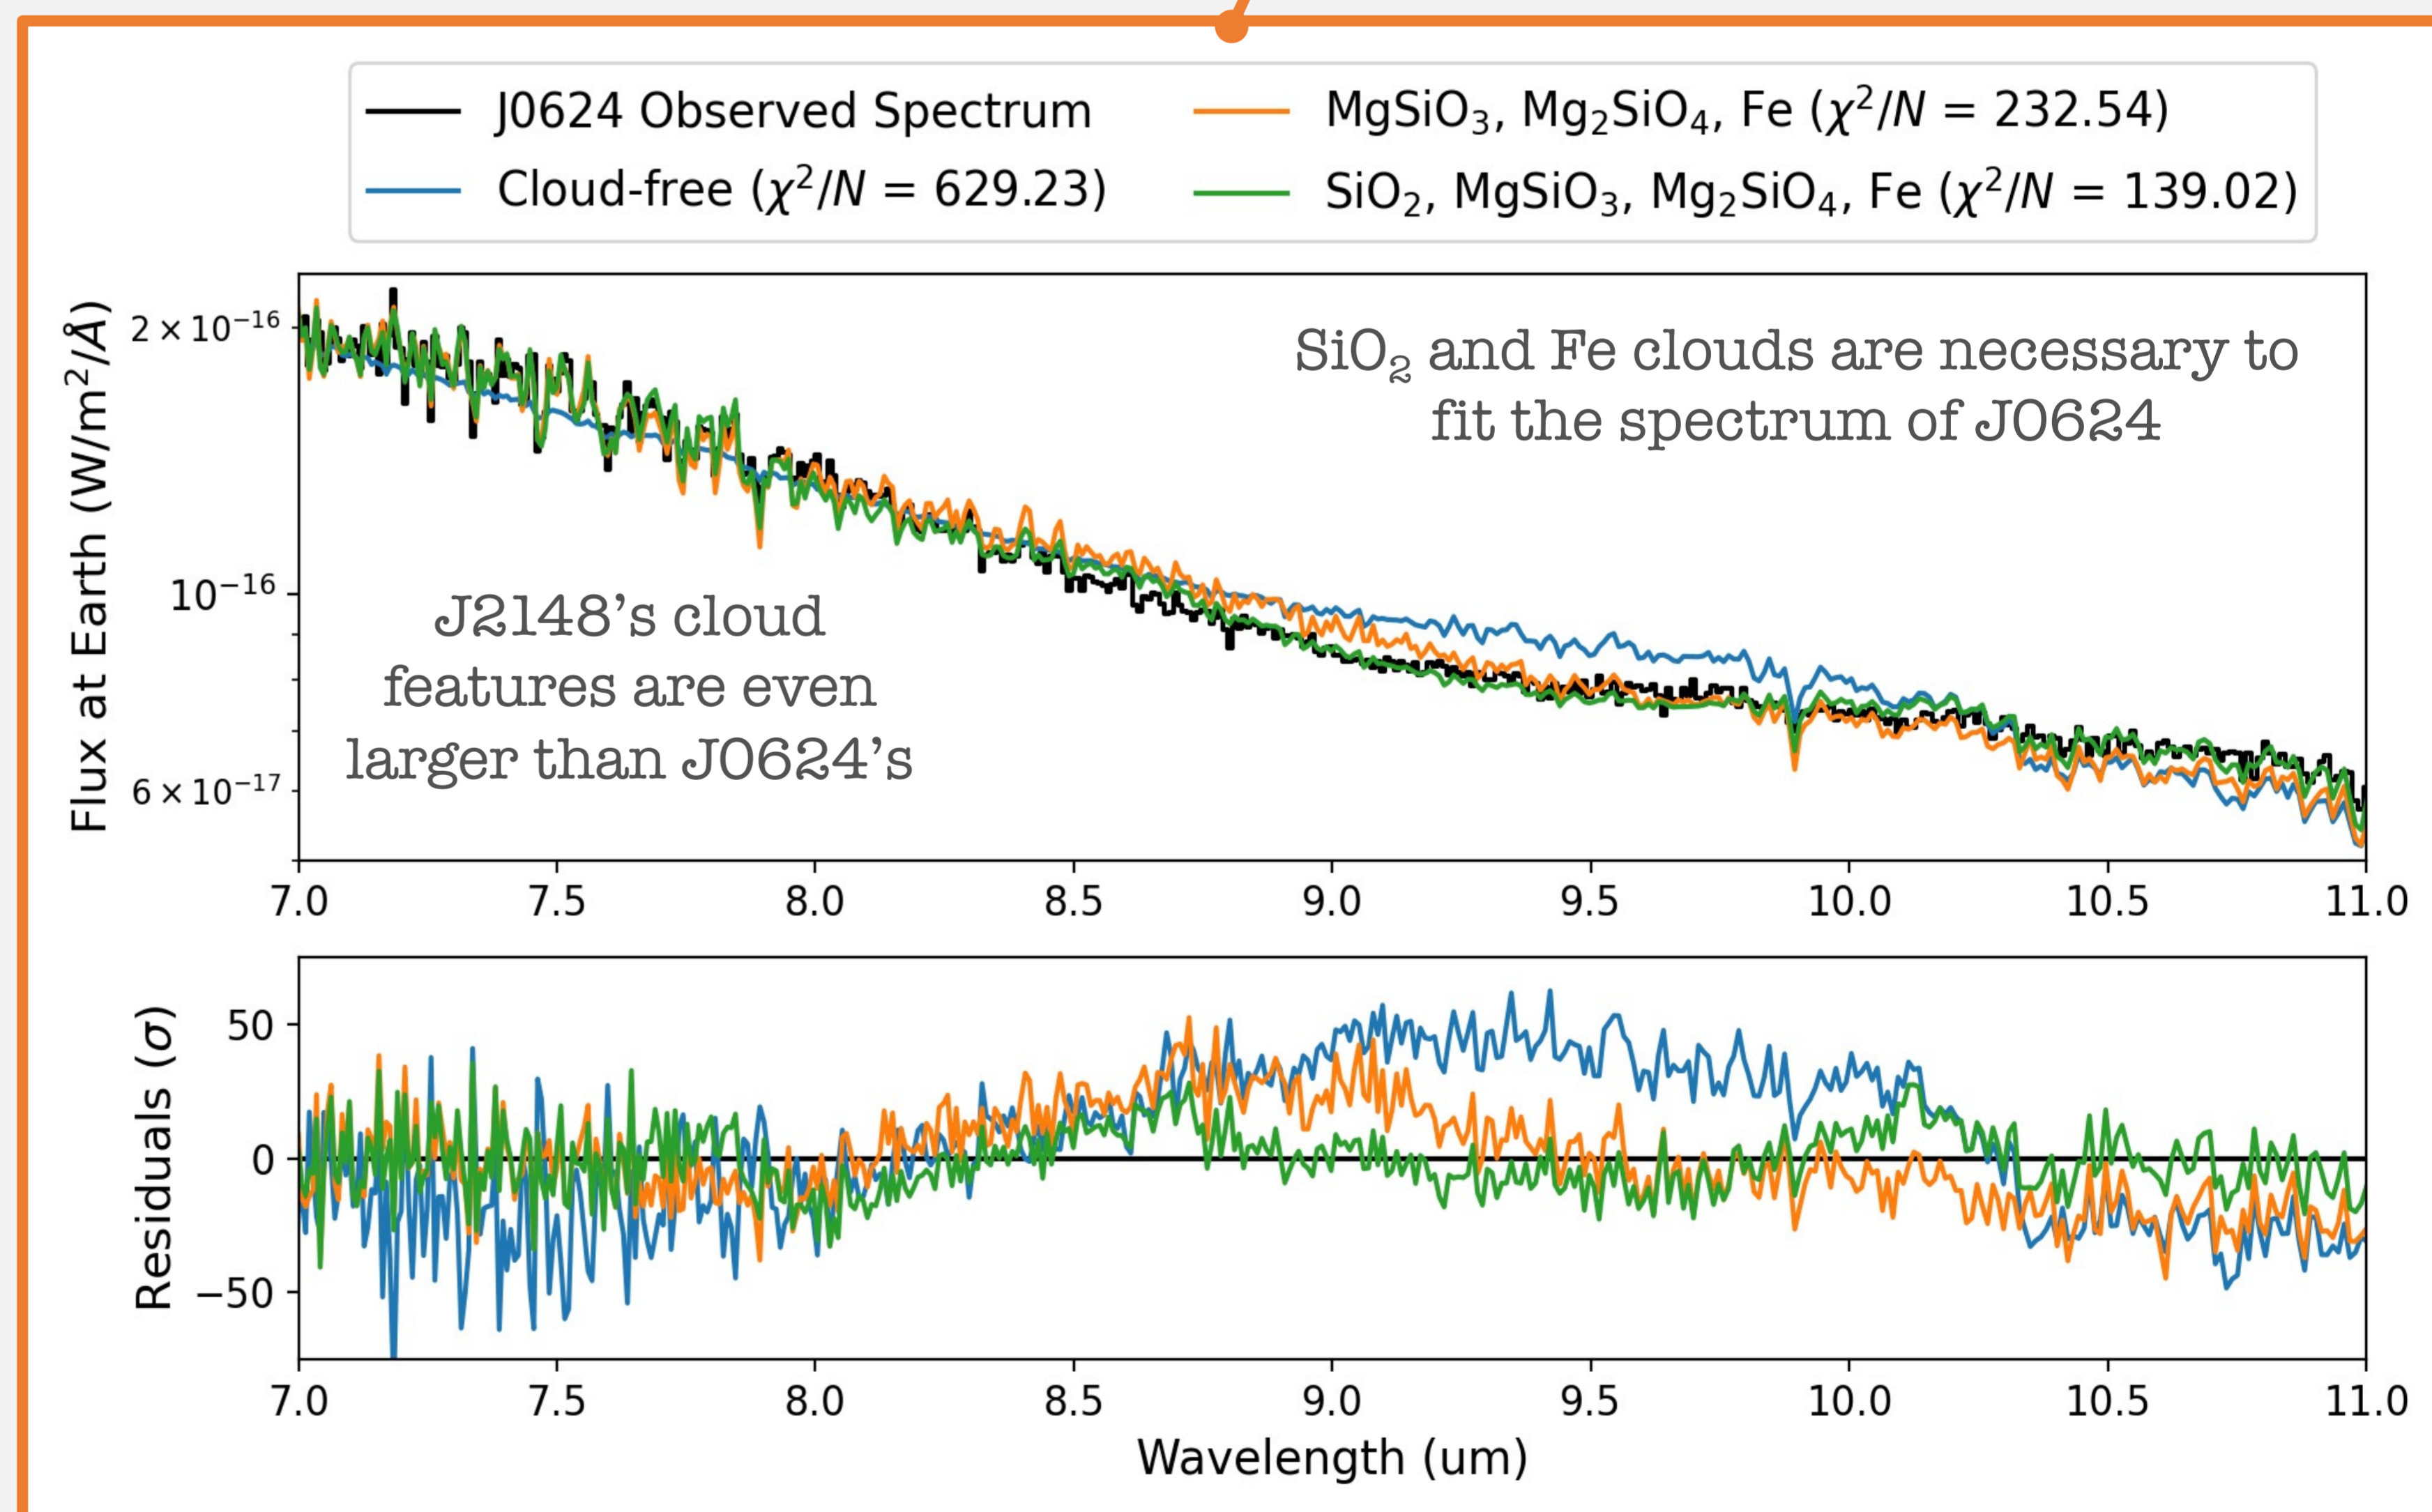 J0624 Observed Spectrum
Cloud-free (χ²/N = 629.23)
MgSiO₃, Mg₂SiO₄, Fe (χ²/N = 232.54)
SiO₂, MgSiO₃, Mg₂SiO₄, Fe (χ²/N = 139.02)
Flux at Earth (W/m²/Å)
2 × 10⁻¹⁶
10⁻¹⁶
6 × 10⁻¹⁷
SiO₂ and Fe clouds are necessary to
fit the spectrum of J0624
J2148’s cloud
features are even
larger than J0624’s
7.0 7.5 8.0 8.5 9.0 9.5 10.0 10.5 11.0
Residuals (σ)
50
0
−50
7.0 7.5 8.0 8.5 9.0 9.5 10.0 10.5 11.0
Wavelength (um)